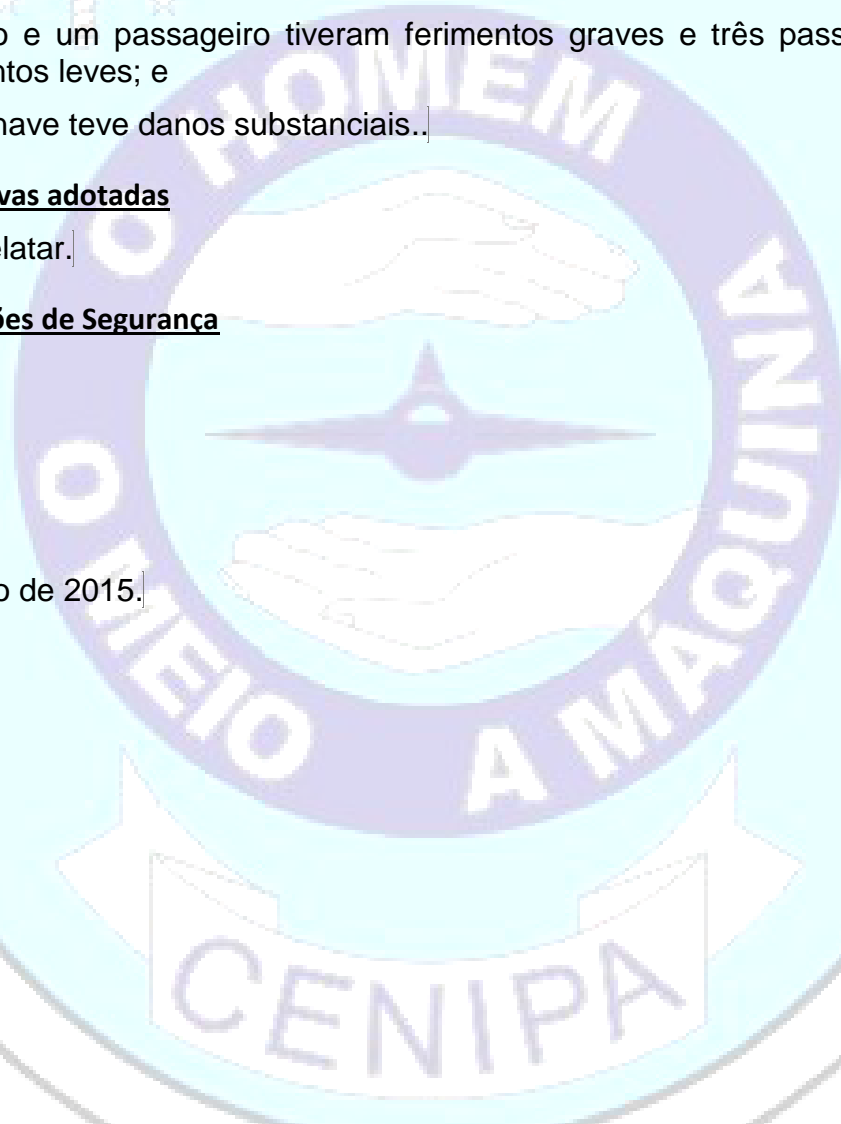 o e um passageiro tiveram ferimentos graves e três pass
ntos leves; e
nave teve danos substanciais..
vas adotadas
elatar.
ões de Segurança
o de 2015.
O HOMEM
O MEIO
A MÁQUINA
CENIPA